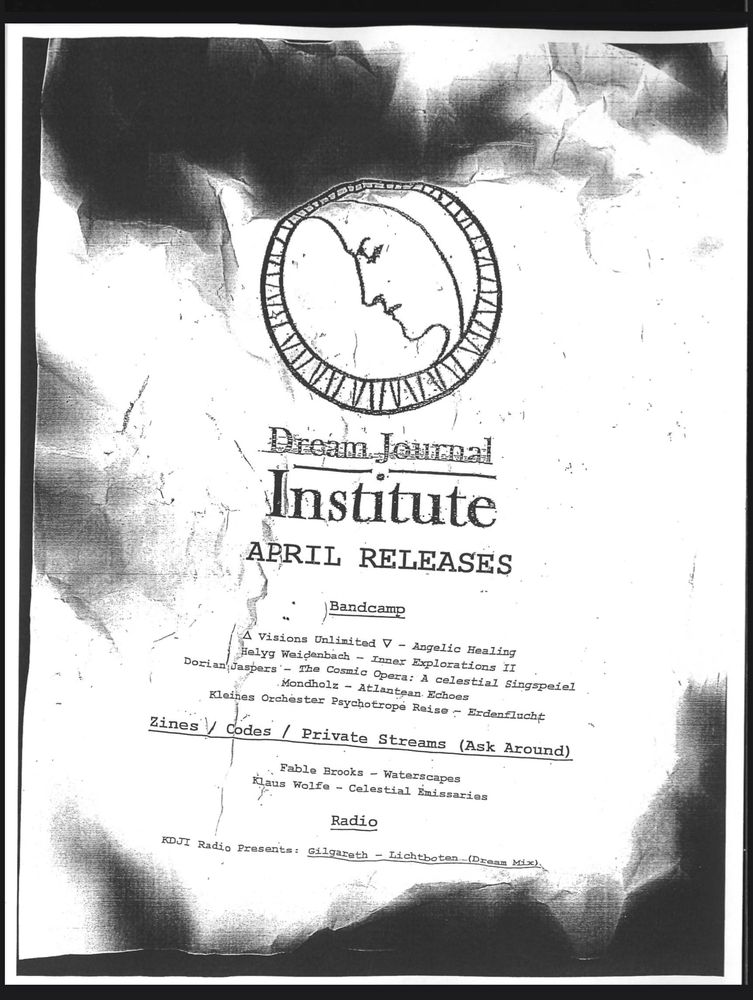 Dream Journal
Institute
APRIL RELEASES
Bandcamp
Δ Visions Unlimited ∇ – Angelic Healing
Helyg Weidenbach – Inner Explorations II
Dorian Jaspers – The Cosmic Opera: A celestial Singspeiel
Mondholz – Atlantean Echoes
Kleines Orchester Psychotrope Reise – Erdenflucht
Zines / Codes / Private Streams (Ask Around)
Fable Brooks – Waterscapes
Klaus Wolfe – Celestial Emissaries
Radio
KDJI Radio Presents: Gilgareth – Lichtboten (Dream Mix)